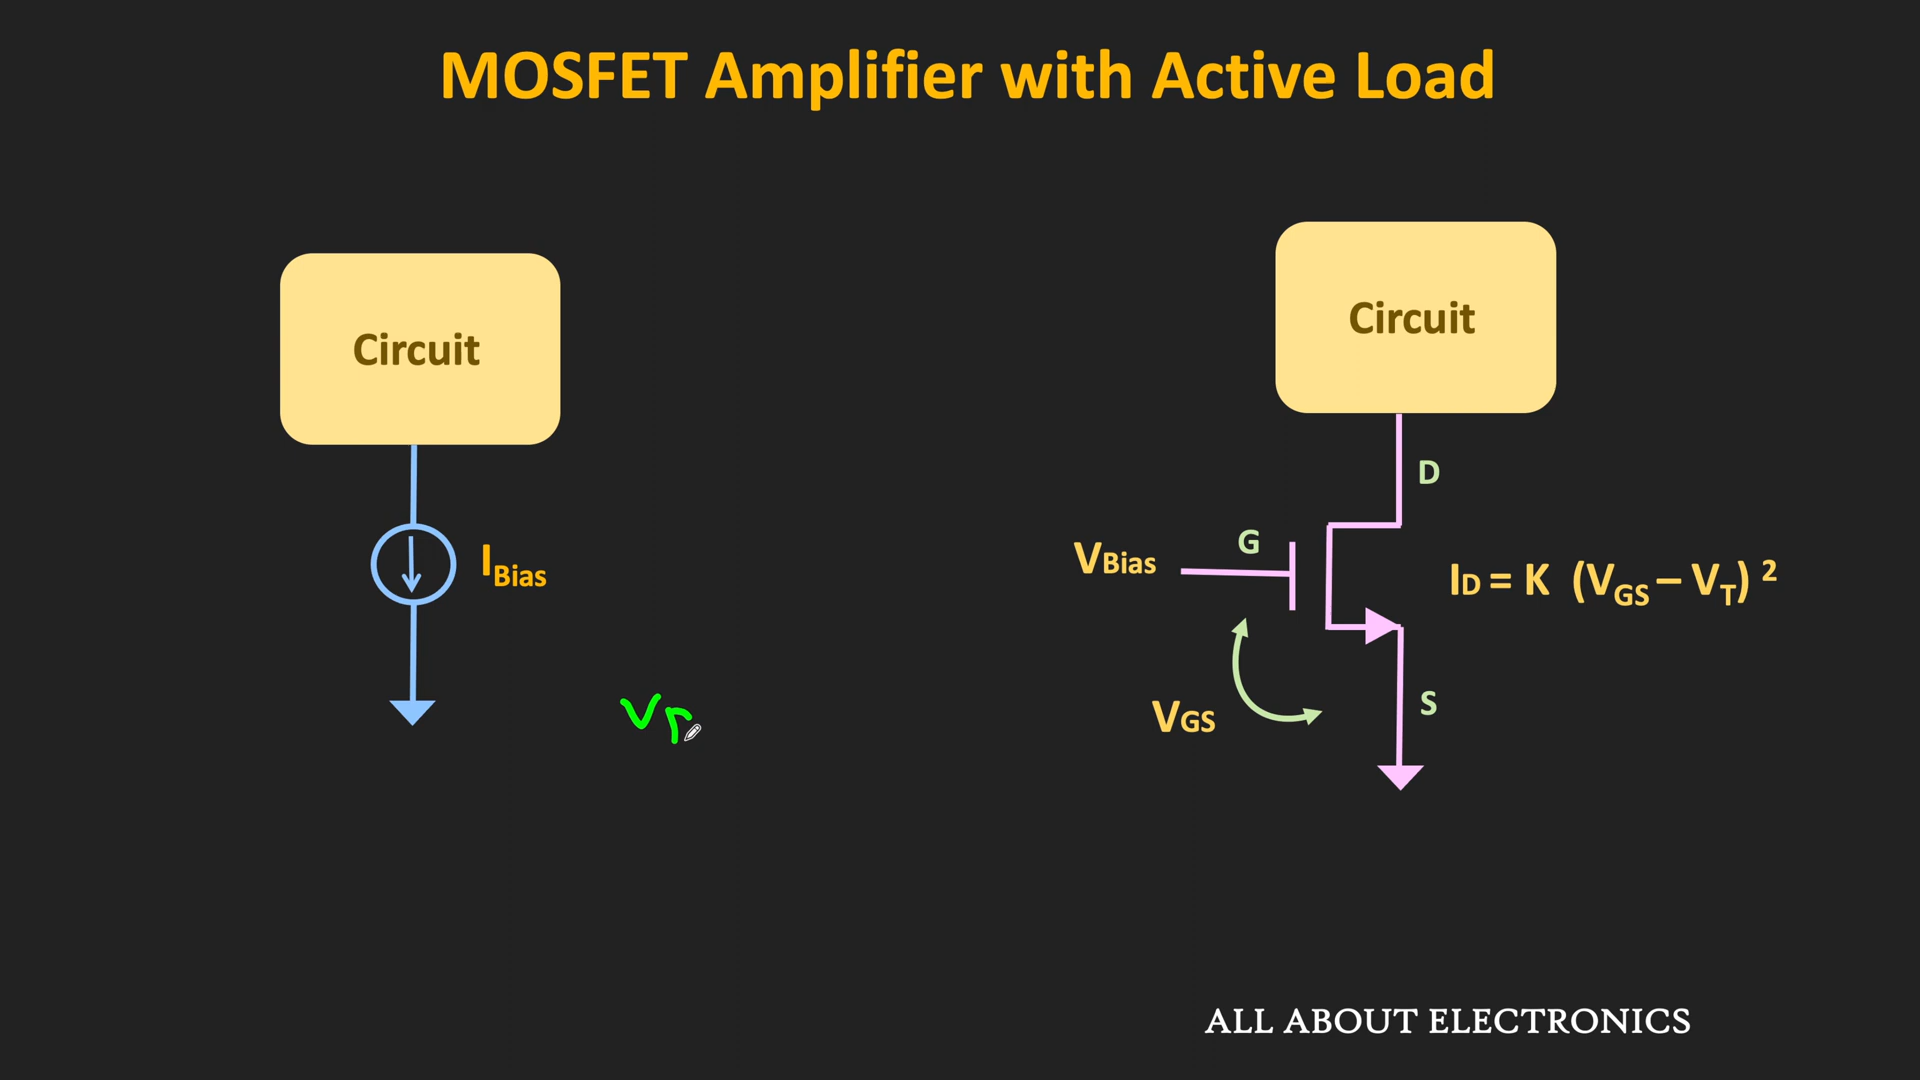 MOSFET Amplifier with Active Load
Circuit
Circuit
D
G
VBias
IBias
ID = K (VGS – VT) 2
VGS
S
ALL ABOUT ELECTRONICS